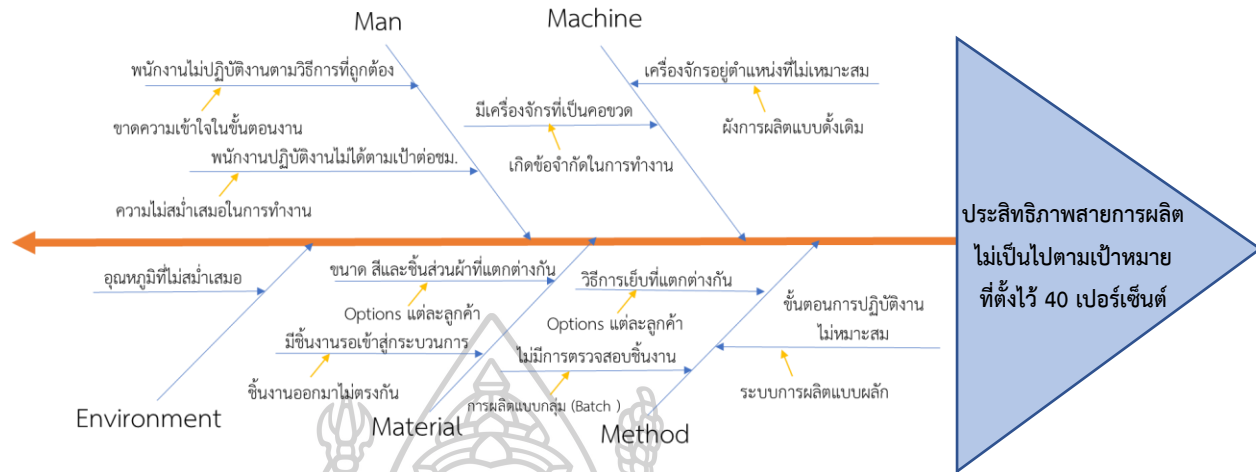 Man
Machine
พนักงานไม่ปฏิบัติงานตามวิธีการที่ถูกต้อง
ขาดความเข้าใจในขั้นตอนงาน
พนักงานปฏิบัติงานไม่ได้ตามเป้าต่อชม.
ความไม่สม่ำเสมอในการทำงาน
เครื่องจักรอยู่ตำแหน่งที่ไม่เหมาะสม
มีเครื่องจักรที่เป็นคอขวด
ผังการผลิตแบบดั้งเดิม
เกิดข้อจำกัดในการทำงาน
ประสิทธิภาพสายการผลิต
ไม่เป็นไปตามเป้าหมาย
ที่ตั้งไว้ 40 เปอร์เซ็นต์
อุณหภูมิที่ไม่สม่ำเสมอ
ขนาด สีและชิ้นส่วนผ้าที่แตกต่างกัน
Options แต่ละลูกค้า
มีชิ้นงานรอเข้าสู่กระบวนการ
ชิ้นงานออกมาไม่ตรงกัน
วิธีการเย็บที่แตกต่างกัน
Options แต่ละลูกค้า
ไม่มีการตรวจสอบชิ้นงาน
การผลิตแบบกลุ่ม (Batch )
ขั้นตอนการปฏิบัติงาน
ไม่หมาะสม
ระบบการผลิตแบบผลัก
Environment
Material
Method